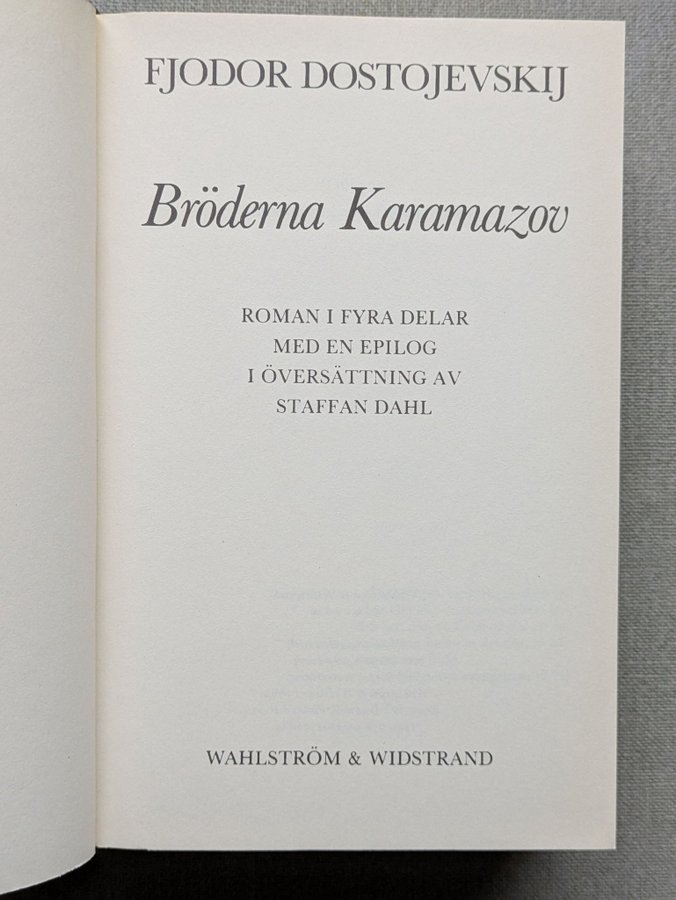 FJODOR DOSTOJEVSKIJ
Bröderna Karamazov
ROMAN I FYRA DELAR
MED EN EPILOG
I ÖVERSÄTTNING AV
STAFFAN DAHL
WAHLSTRÖM & WIDSTRAND